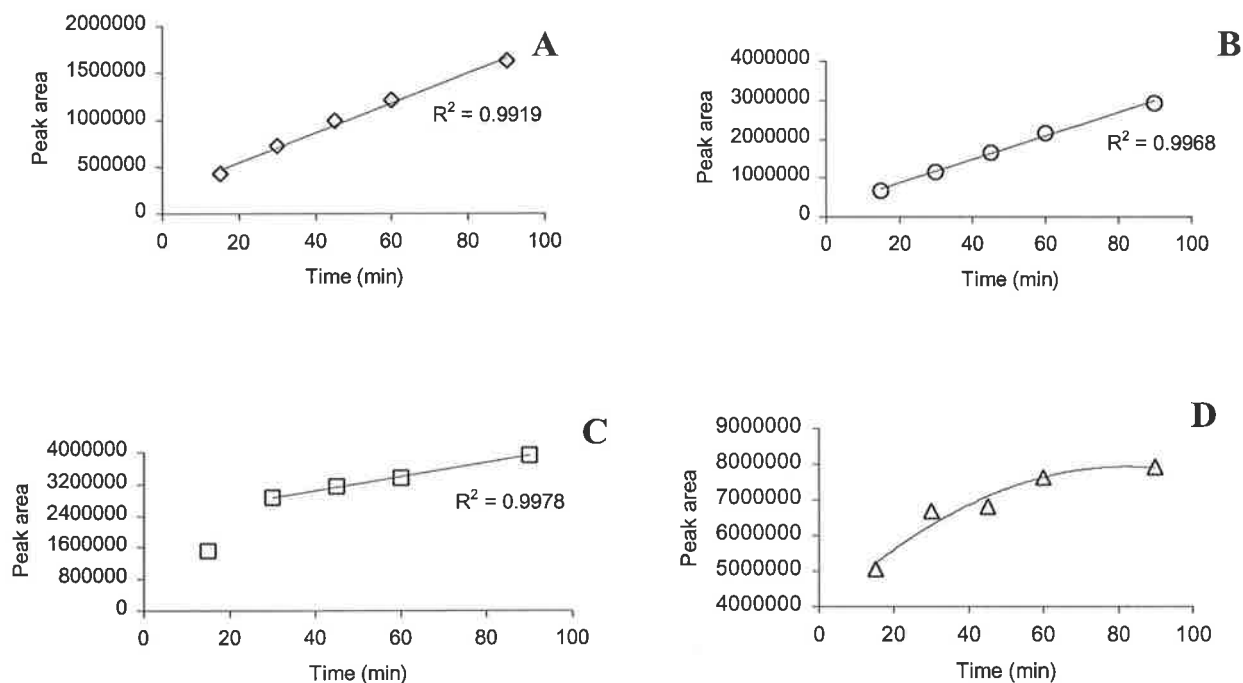 A
2000000
1500000
1000000
500000
0
0 20 40 60 80 100
Peak area
Time (min)
R² = 0.9919
B
4000000
3000000
2000000
1000000
0
0 20 40 60 80 100
Peak area
Time (min)
R² = 0.9968
C
4000000
3200000
2400000
1600000
800000
0
0 20 40 60 80 100
Peak area
Time (min)
R² = 0.9978
D
9000000
8000000
7000000
6000000
5000000
4000000
0 20 40 60 80 100
Peak area
Time (min)